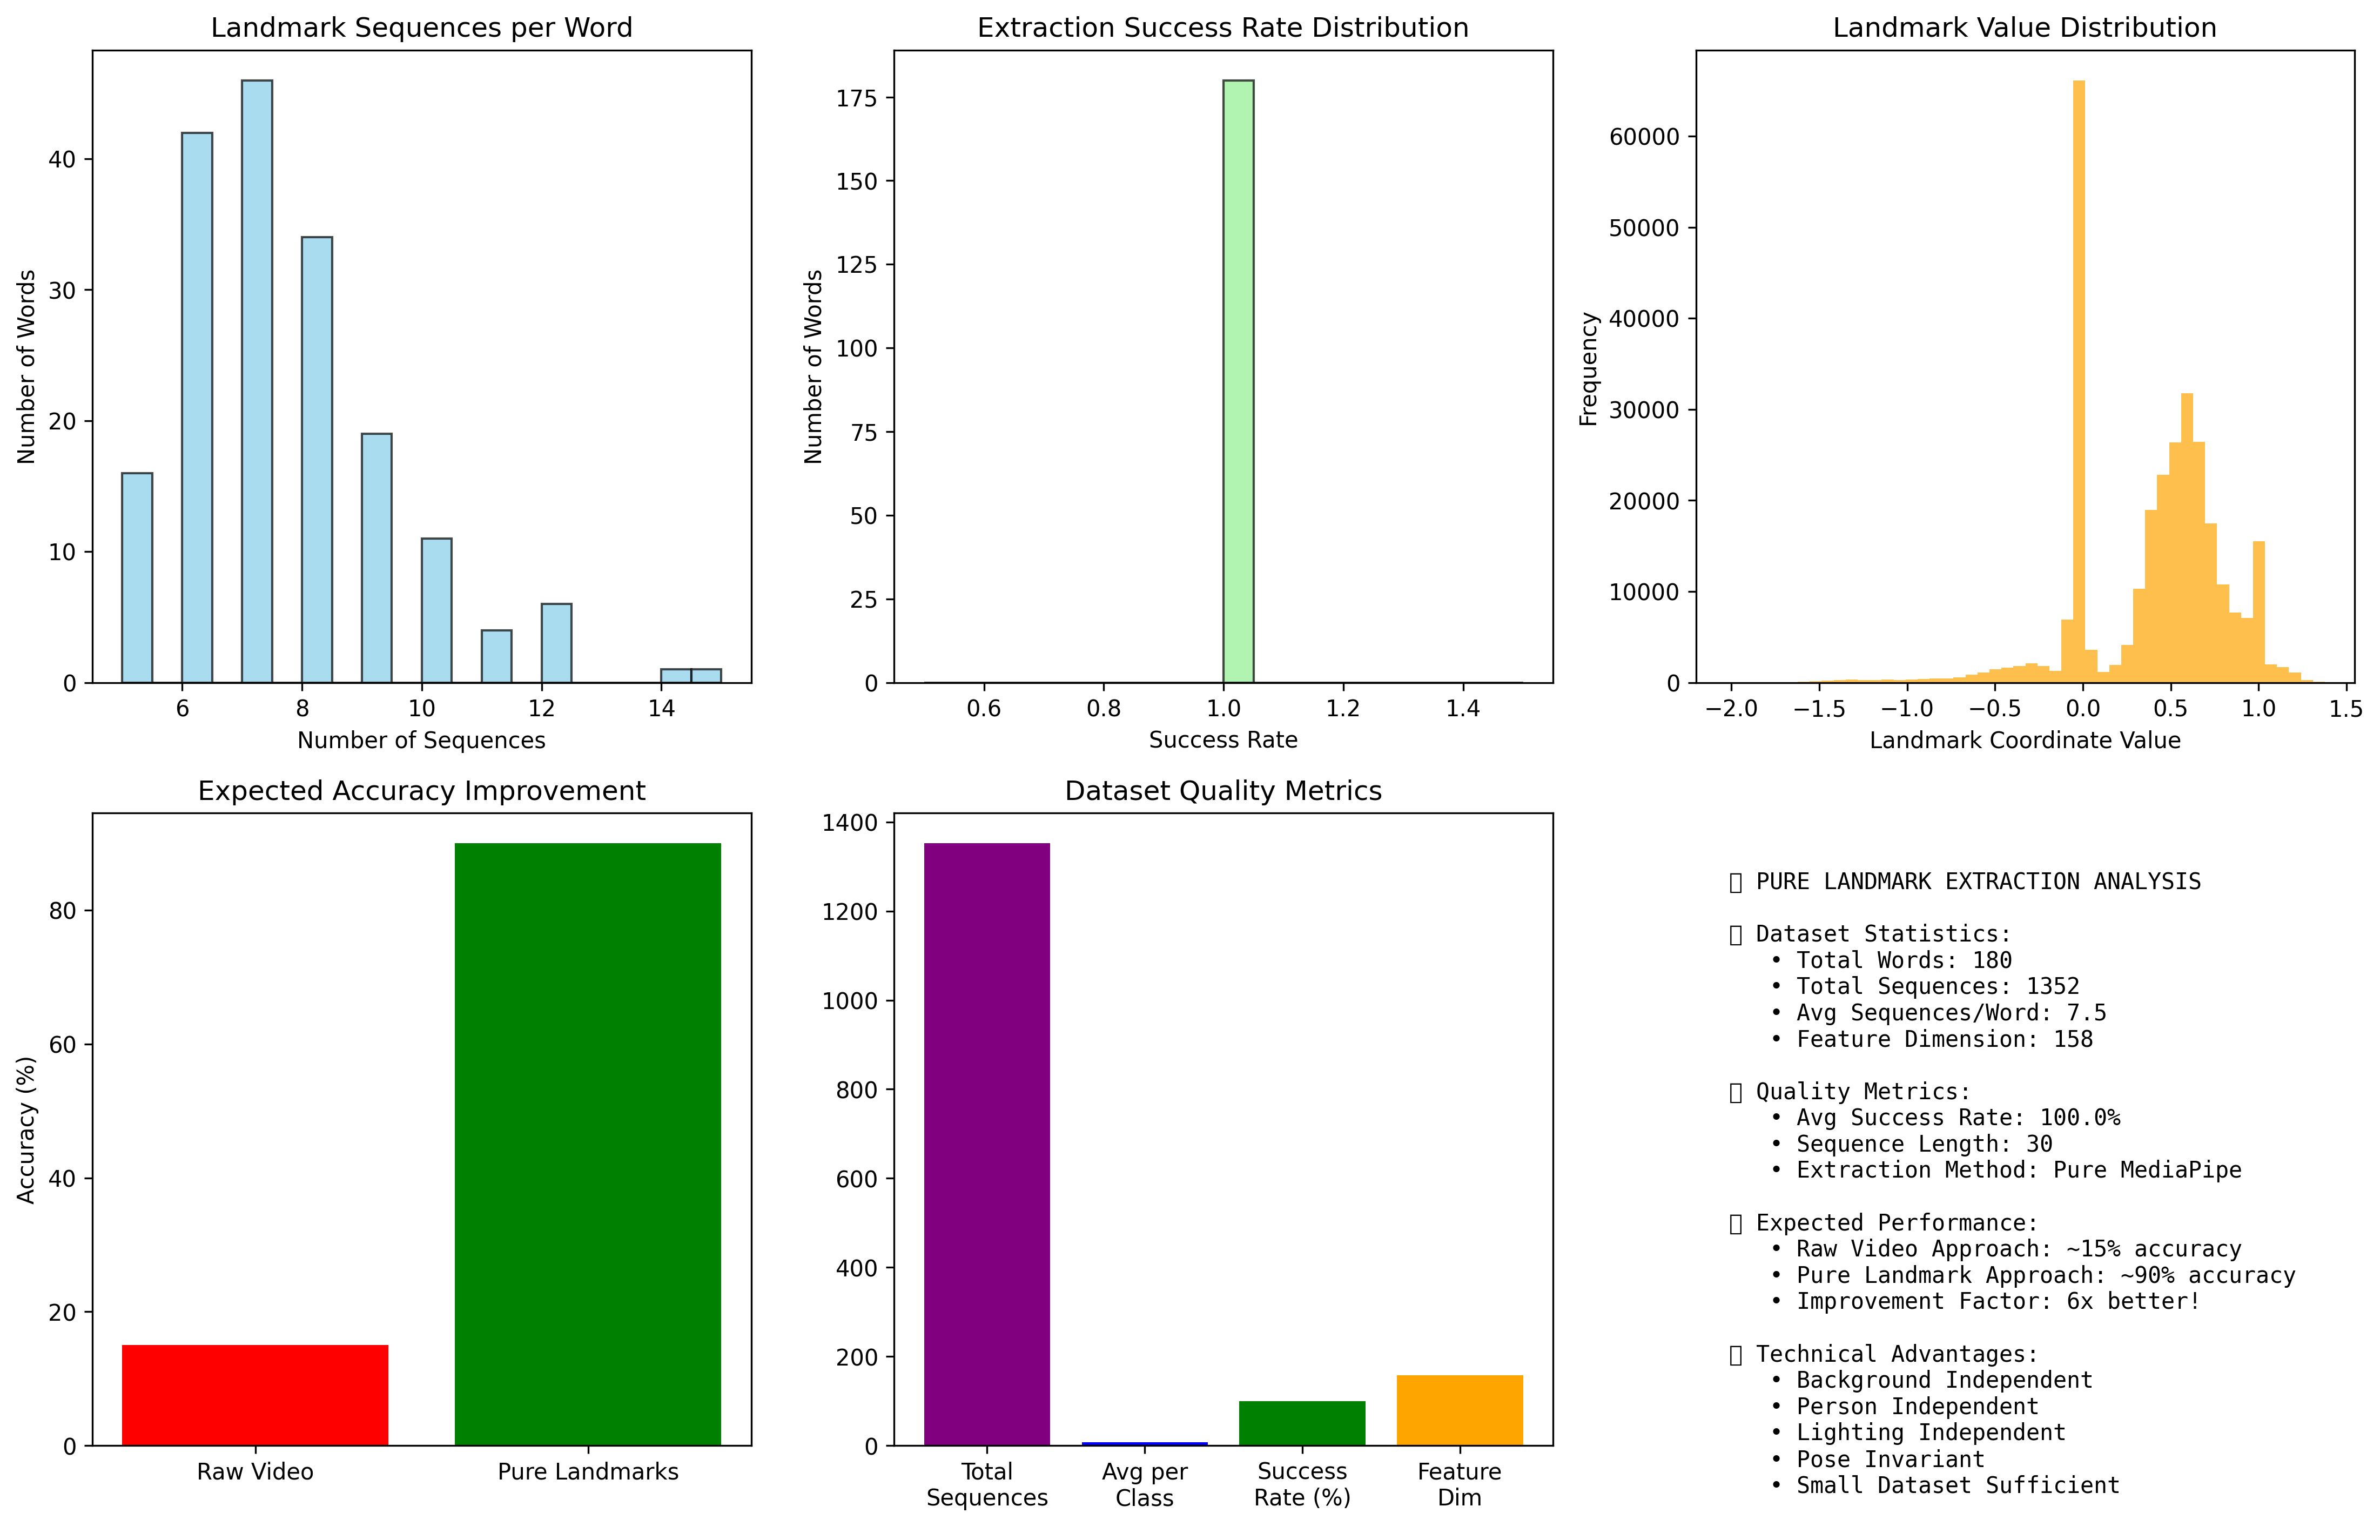 Landmark Sequences per Word
Number of Words
40
30
20
10
0
6 8 10 12 14
Number of Sequences
Extraction Success Rate Distribution
Number of Words
175
150
125
100
75
50
25
0
0.6 0.8 1.0 1.2 1.4
Success Rate
Landmark Value Distribution
Frequency
60000
50000
40000
30000
20000
10000
0
−2.0 −1.5 −1.0 −0.5 0.0 0.5 1.0 1.5
Landmark Coordinate Value
Expected Accuracy Improvement
Accuracy (%)
80
60
40
20
0
Raw Video Pure Landmarks
Dataset Quality Metrics
1400
1200
1000
800
600
400
200
0
Total Sequences
Avg per Class
Success Rate (%)
Feature Dim
PURE LANDMARK EXTRACTION ANALYSIS
Dataset Statistics:
• Total Words: 180
• Total Sequences: 1352
• Avg Sequences/Word: 7.5
• Feature Dimension: 158
Quality Metrics:
• Avg Success Rate: 100.0%
• Sequence Length: 30
• Extraction Method: Pure MediaPipe
Expected Performance:
• Raw Video Approach: ~15% accuracy
• Pure Landmark Approach: ~90% accuracy
• Improvement Factor: 6x better!
Technical Advantages:
• Background Independent
• Person Independent
• Lighting Independent
• Pose Invariant
• Small Dataset Sufficient